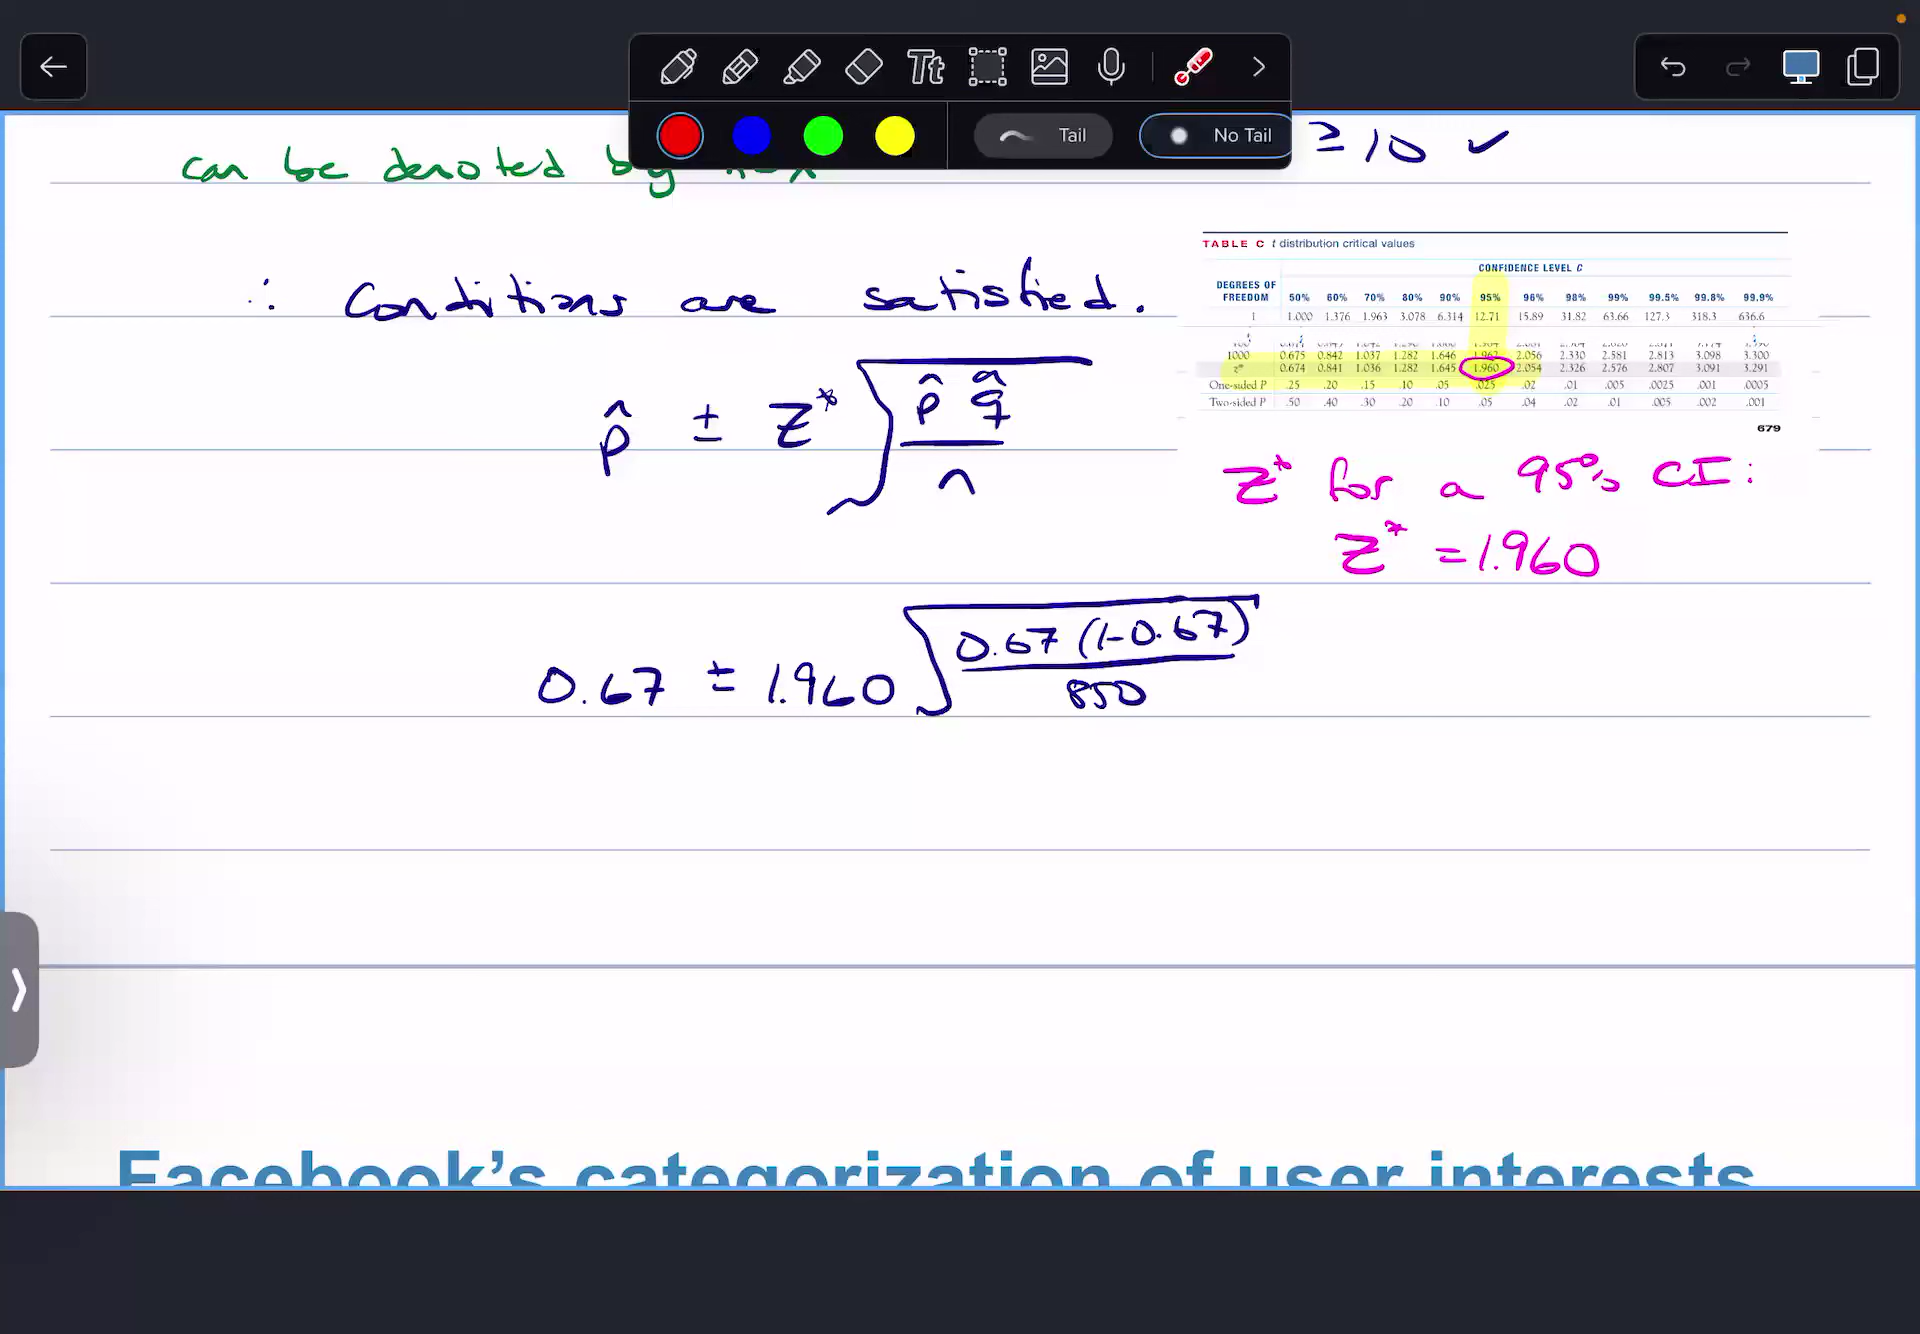 Tt
Tail
No Tail
≥ 10 ✓
can be denoted by
TABLE C t distribution critical values
CONFIDENCE LEVEL C
DEGREES OF FREEDOM 50% 60% 70% 80% 90% 95% 96% 98% 99% 99.5% 99.8% 99.9%
1 1.000 1.376 1.963 3.078 6.314 12.71 15.89 31.82 63.66 127.3 318.3 636.6
1000 0.675 0.842 1.037 1.282 1.646 1.962 2.056 2.330 2.581 2.813 3.098 3.300
z* 0.674 0.841 1.036 1.282 1.645 1.960 2.054 2.326 2.576 2.807 3.091 3.291
One-sided P .25 .20 .15 .10 .05 .025 .02 .01 .005 .0025 .001 .0005
Two-sided P .50 .40 .30 .20 .10 .05 .04 .02 .01 .005 .002 .001
679
∴ Conditions are satisfied.
p̂ ± z* √(p̂ q̂ / n)
z* for a 95% CI:
z* = 1.960
0.67 ± 1.960 √(0.67 (1-0.67) / 850)
Facebook's categorization of user interests